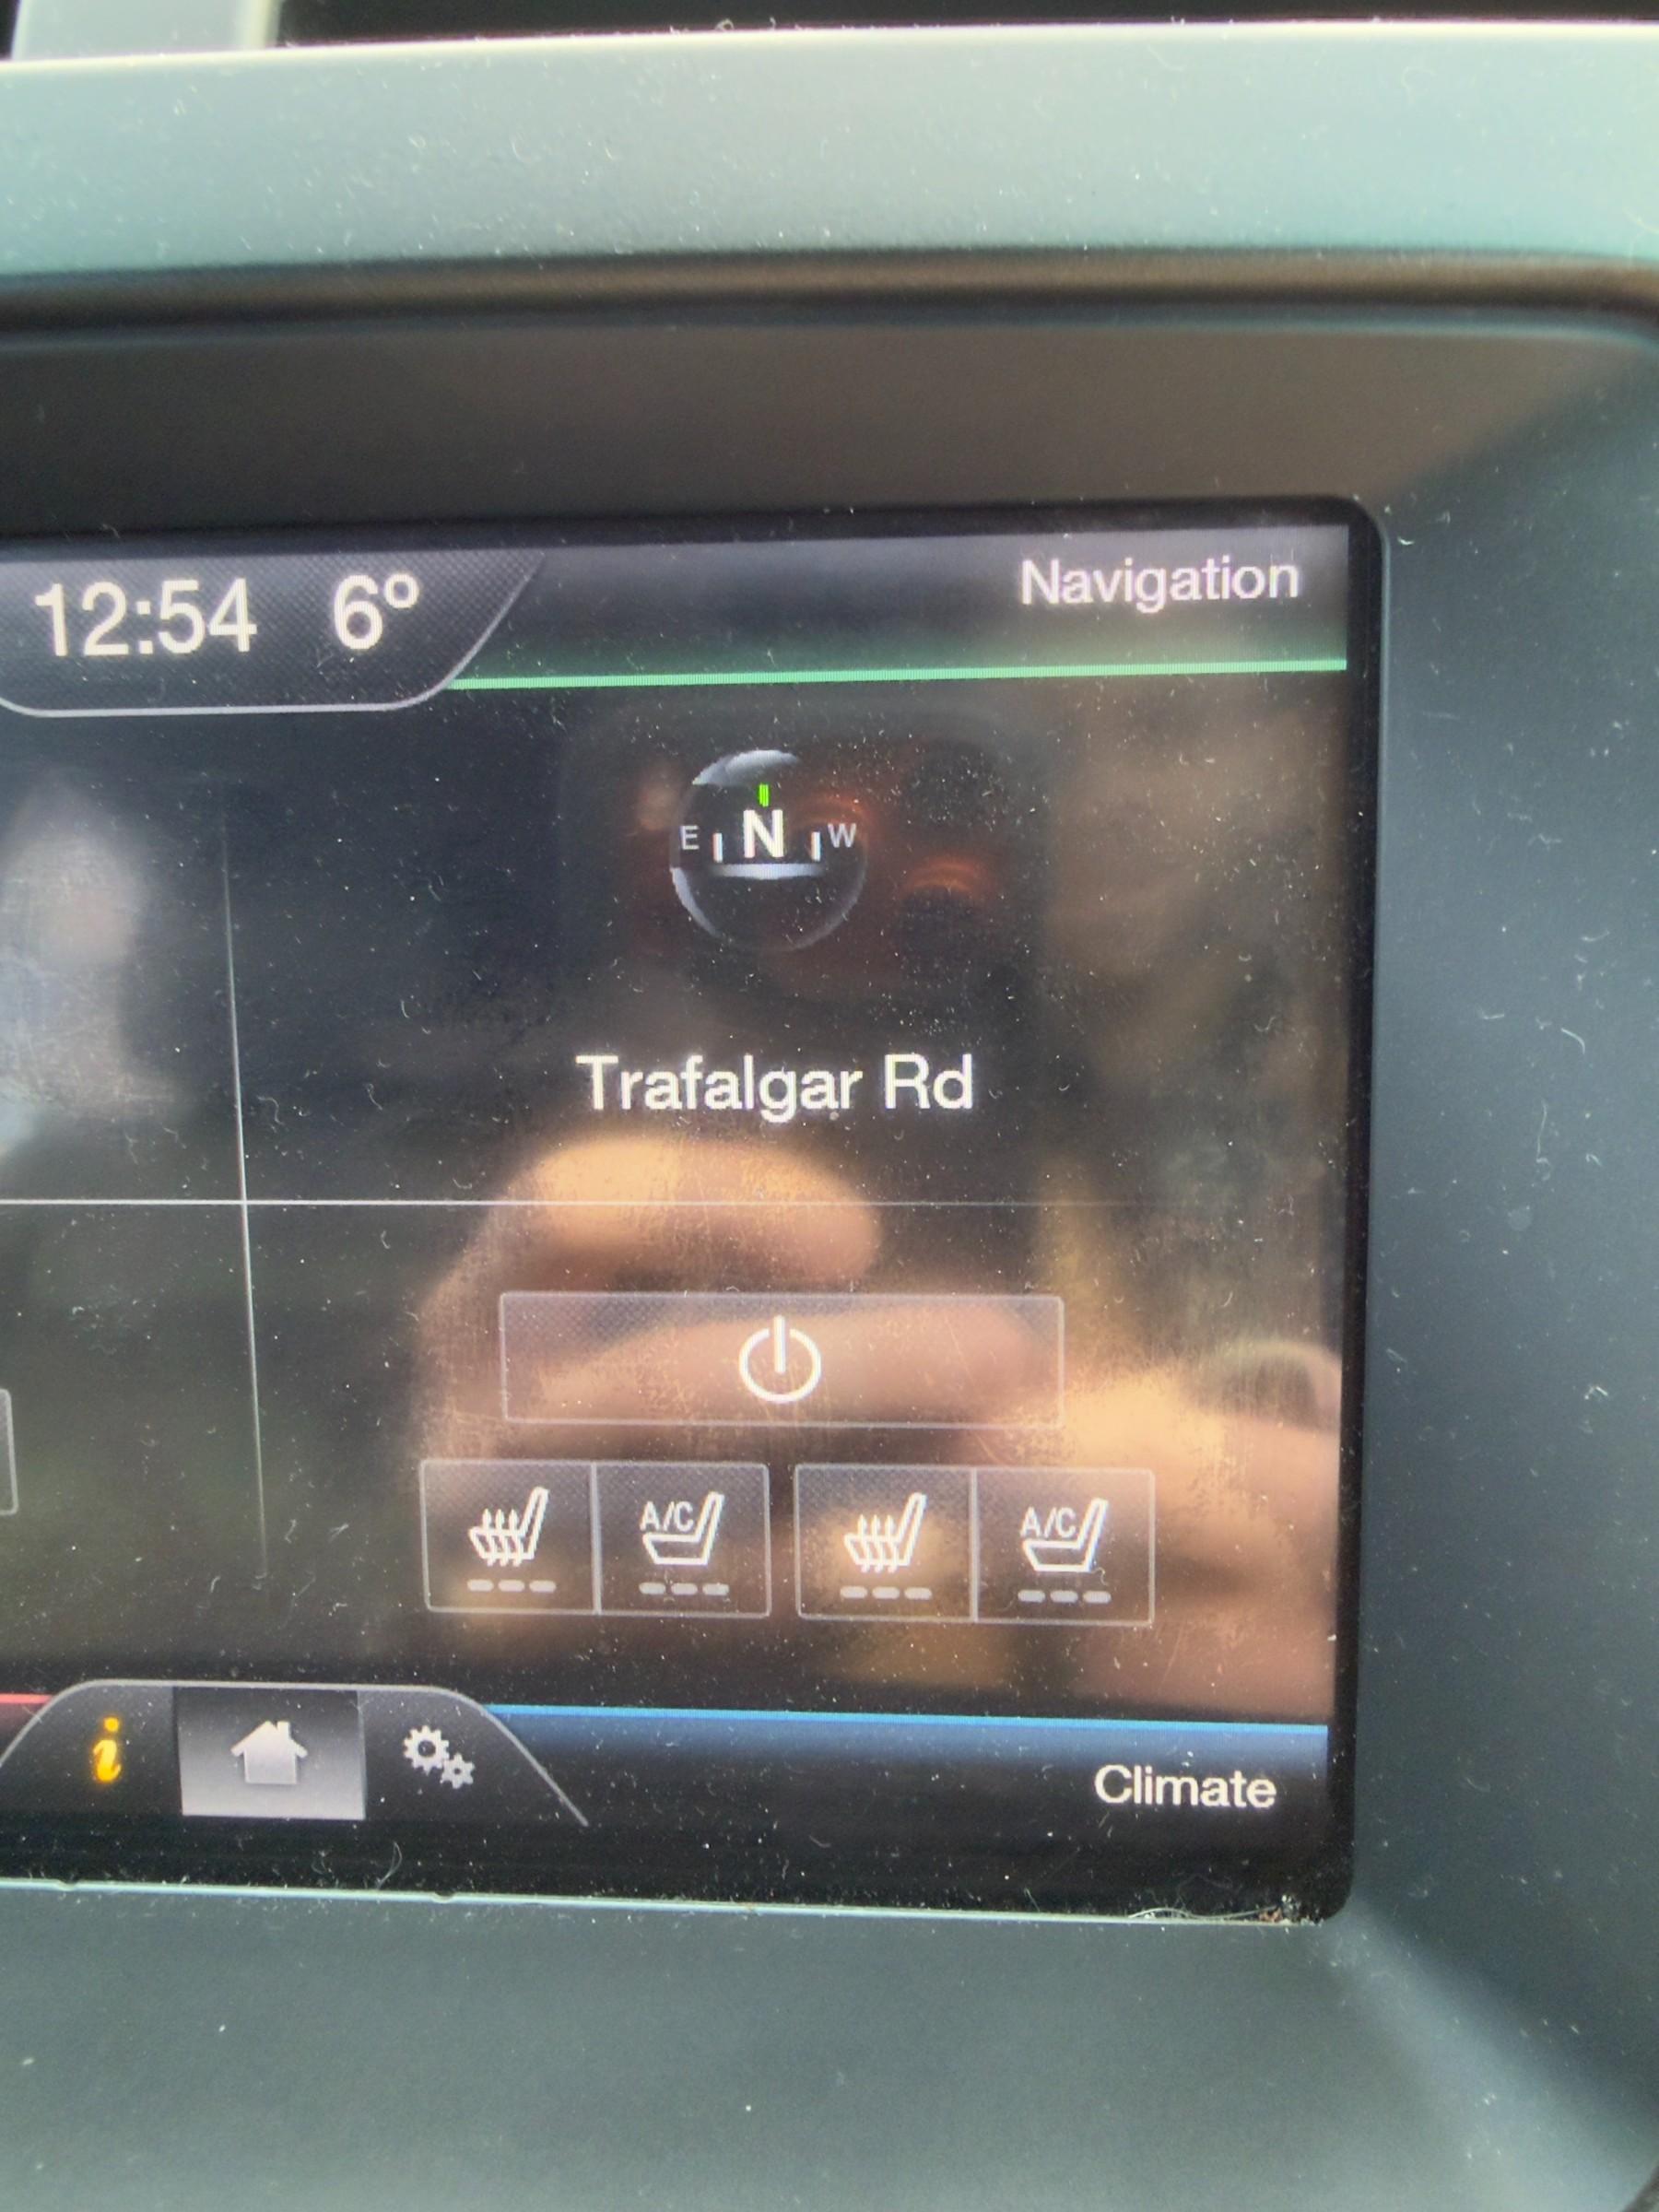 12:54 6°
Navigation
E N W
Trafalgar Rd
A/C A/C
i
Climate